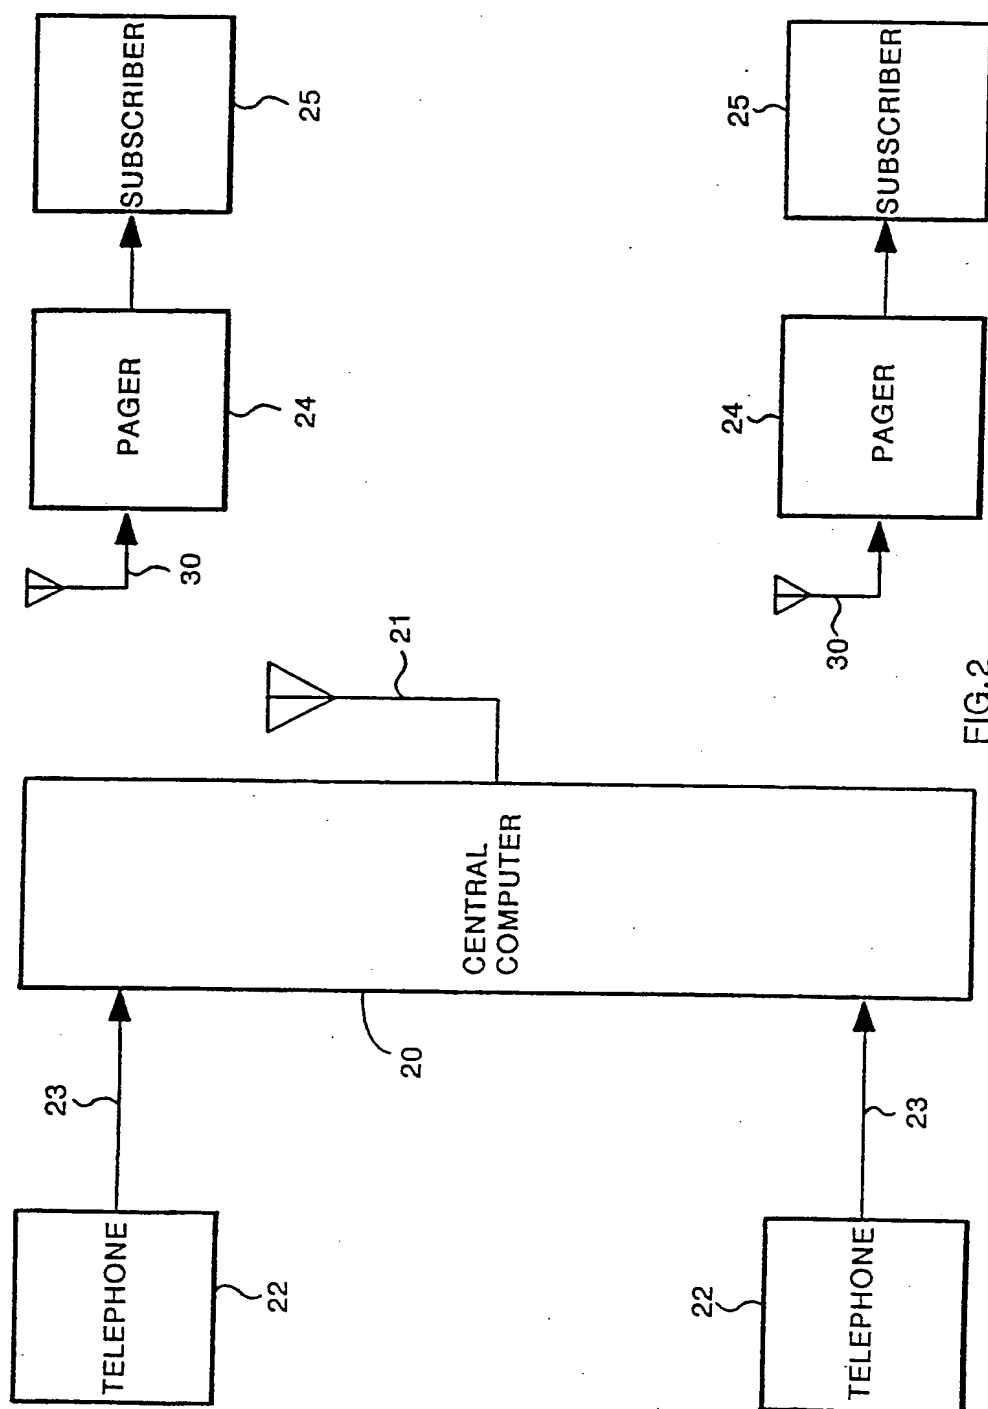 TELEPHONE
22
23
CENTRAL
COMPUTER
20
21
30
PAGER
24
SUBSCRIBER
25
TELEPHONE
22
23
30
PAGER
24
SUBSCRIBER
25
FIG.2